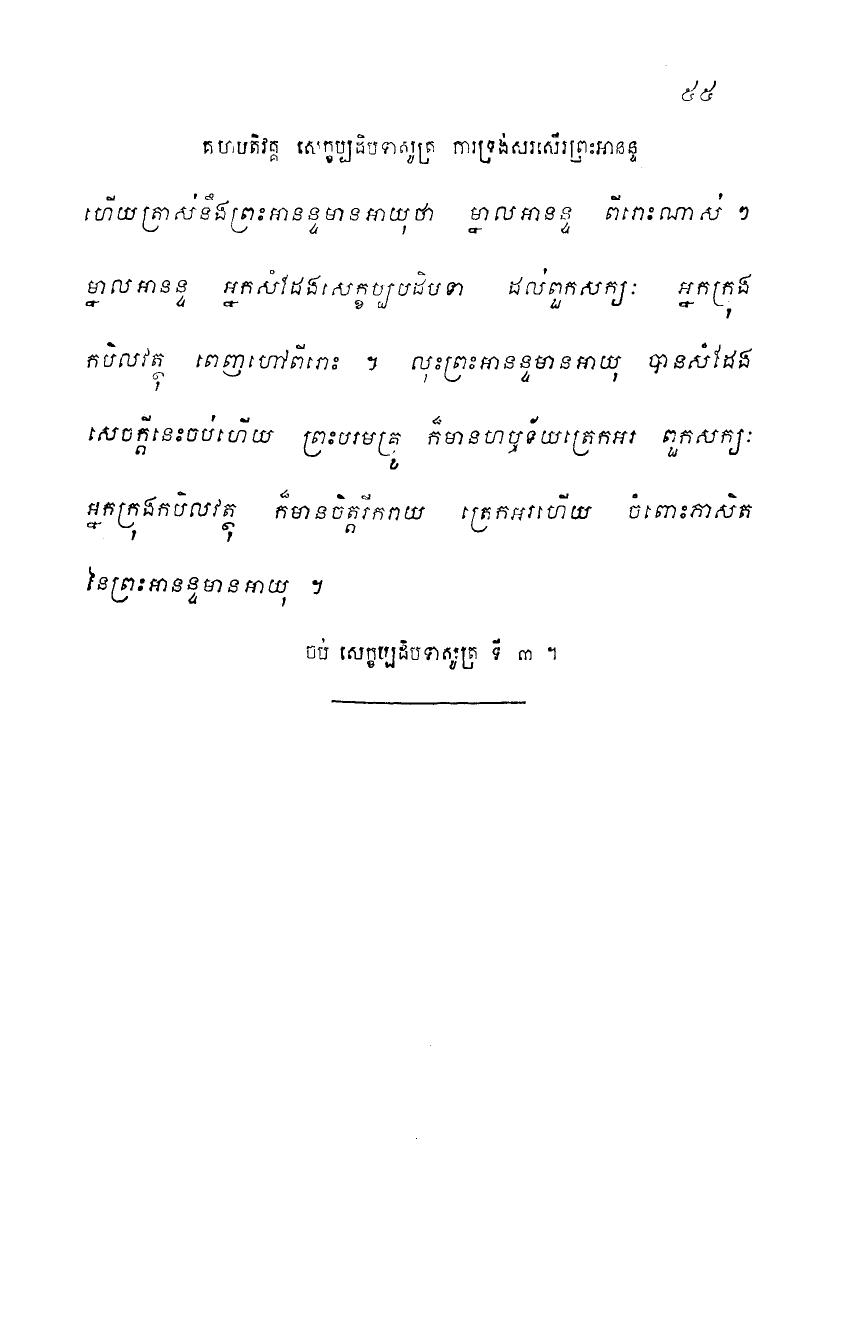 ៥៥
គហបតិវគ្គ សេក្ខប្បដិបទាសូត្រ ការទ្រង់សរសើរព្រះអានន្ទ
ហើយត្រាស់នឹងព្រះអានន្ទមានអាយុថា ម្នាលអានន្ទ ពីរោះណាស់ ៗ
ម្នាលអានន្ទ អ្នកសំដែងសេក្ខប្បបដិបទា ដល់ពួកសក្យៈ អ្នកក្រុង
កបិលវត្ថុ ពេញហៅពីរោះ ។ លុះព្រះអានន្ទមានអាយុ បានសំដែង
សេចក្តីនេះចប់ហើយ ព្រះបរមគ្រូ ក៏មានហឫទ័យត្រេកអរ ពួកសក្យៈ
អ្នកក្រុងកបិលវត្ថុ ក៏មានចិត្តរីករាយ ត្រេកអរហើយ ចំពោះភាសិត
នៃព្រះអានន្ទមានអាយុ ។
ចប់ សេក្ខប្បដិបទាសូត្រ ទី ៣ ។